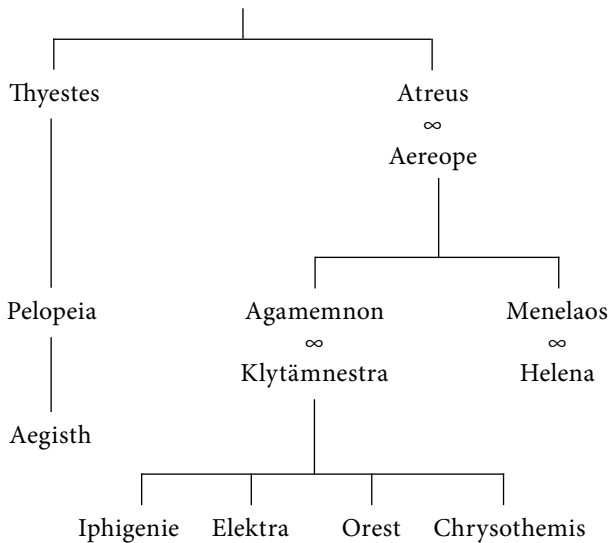 Thyestes Atreus
∞
Aereope
Pelopeia Agamemnon Menelaos
∞ ∞
Klytämnestra Helena
Aegisth
Iphigenie Elektra Orest Chrysothemis